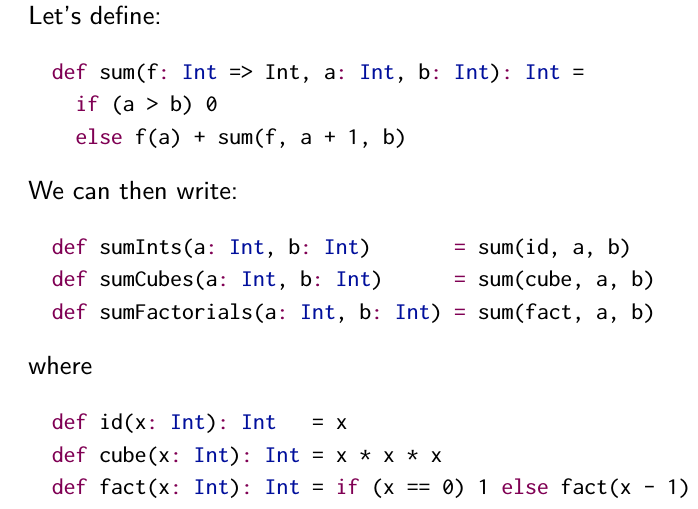 Let's define:
def sum(f: Int => Int, a: Int, b: Int): Int =
if (a > b) 0
else f(a) + sum(f, a + 1, b)
We can then write:
def sumInts(a: Int, b: Int) = sum(id, a, b)
def sumCubes(a: Int, b: Int) = sum(cube, a, b)
def sumFactorials(a: Int, b: Int) = sum(fact, a, b)
where
def id(x: Int): Int = x
def cube(x: Int): Int = x * x * x
def fact(x: Int): Int = if (x == 0) 1 else fact(x - 1)